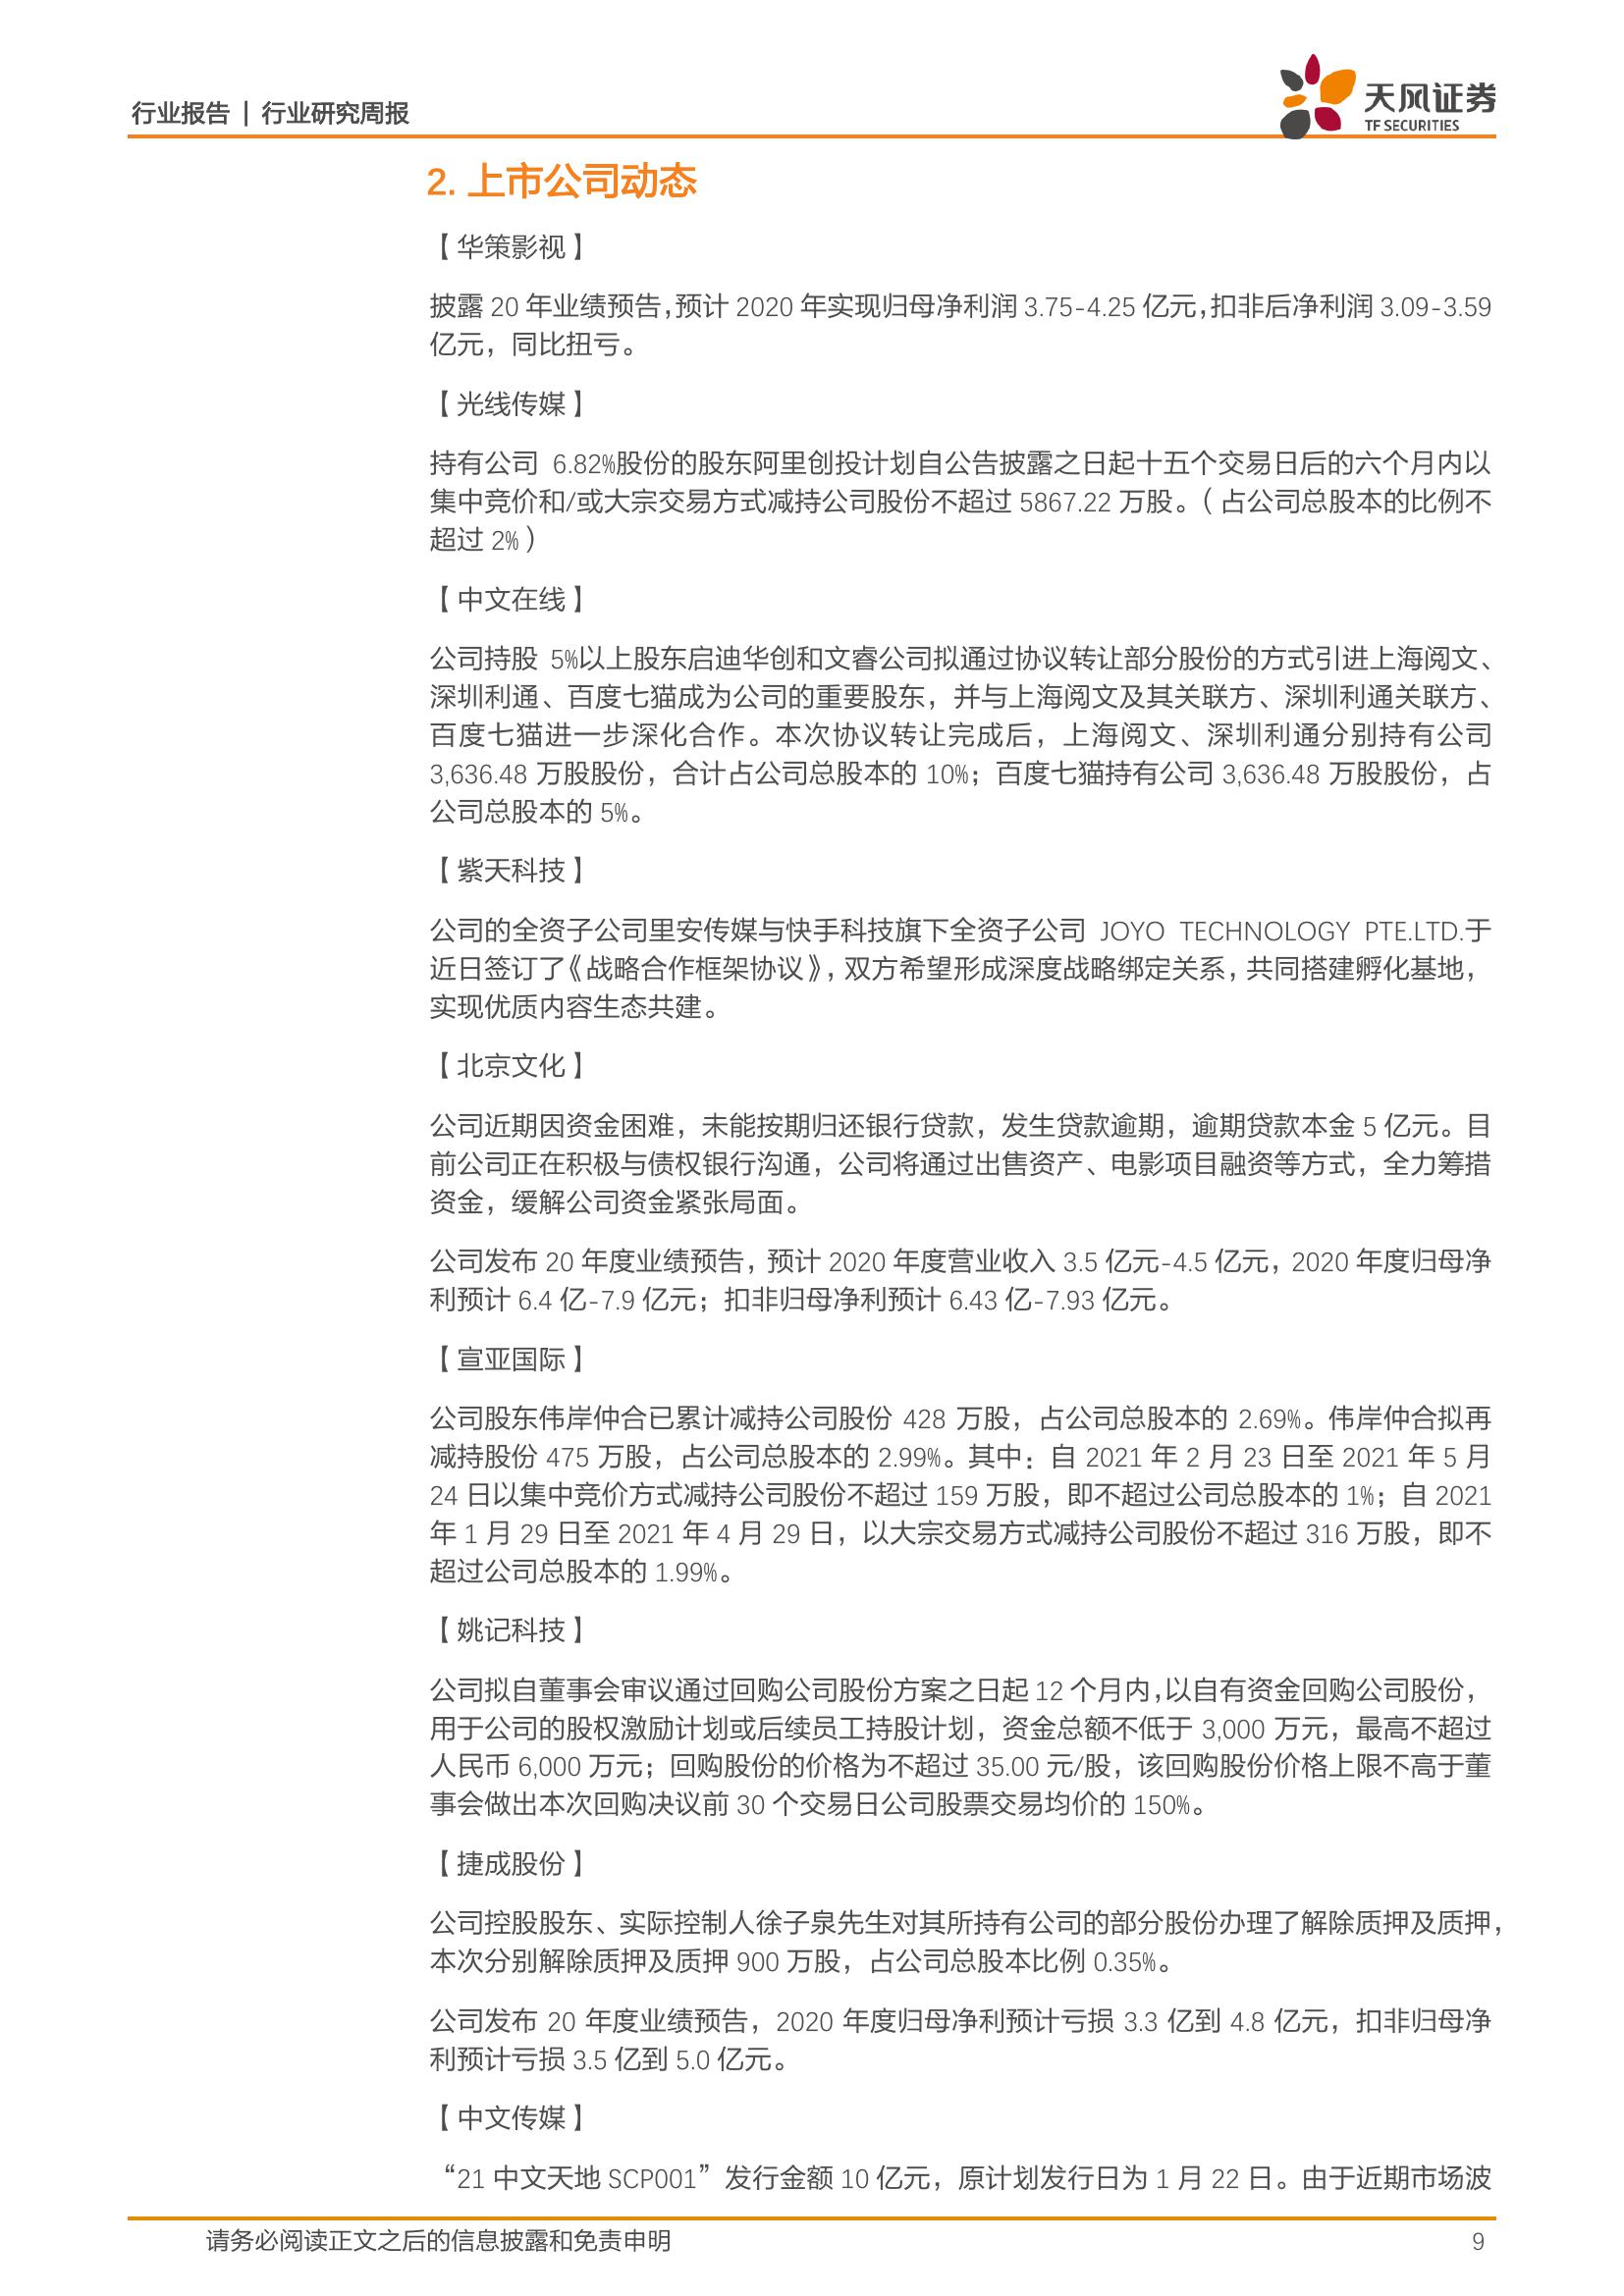 行业报告 | 行业研究周报
天风证券
TF SECURITIES
2. 上市公司动态
【华策影视】
披露 20 年业绩预告，预计 2020 年实现归母净利润 3.75-4.25 亿元，扣非后净利润 3.09-3.59
亿元，同比扭亏。
【光线传媒】
持有公司 6.82%股份的股东阿里创投计划自公告披露之日起十五个交易日后的六个月内以
集中竞价和/或大宗交易方式减持公司股份不超过 5867.22 万股。（占公司总股本的比例不
超过 2%）
【中文在线】
公司持股 5%以上股东启迪华创和文睿公司拟通过协议转让部分股份的方式引进上海阅文、
深圳利通、百度七猫成为公司的重要股东，并与上海阅文及其关联方、深圳利通关联方、
百度七猫进一步深化合作。本次协议转让完成后，上海阅文、深圳利通分别持有公司
3,636.48 万股股份，合计占公司总股本的 10%；百度七猫持有公司 3,636.48 万股股份，占
公司总股本的 5%。
【紫天科技】
公司的全资子公司里安传媒与快手科技旗下全资子公司 JOYO TECHNOLOGY PTE.LTD.于
近日签订了《战略合作框架协议》，双方希望形成深度战略绑定关系，共同搭建孵化基地，
实现优质内容生态共建。
【北京文化】
公司近期因资金困难，未能按期归还银行贷款，发生贷款逾期，逾期贷款本金 5 亿元。目
前公司正在积极与债权银行沟通，公司将通过出售资产、电影项目融资等方式，全力筹措
资金，缓解公司资金紧张局面。
公司发布 20 年度业绩预告，预计 2020 年度营业收入 3.5 亿元-4.5 亿元，2020 年度归母净
利预计 6.4 亿-7.9 亿元；扣非归母净利预计 6.43 亿-7.93 亿元。
【宣亚国际】
公司股东伟岸仲合已累计减持公司股份 428 万股，占公司总股本的 2.69%。伟岸仲合拟再
减持股份 475 万股，占公司总股本的 2.99%。其中：自 2021 年 2 月 23 日至 2021 年 5 月
24 日以集中竞价方式减持公司股份不超过 159 万股，即不超过公司总股本的 1%；自 2021
年 1 月 29 日至 2021 年 4 月 29 日，以大宗交易方式减持公司股份不超过 316 万股，即不
超过公司总股本的 1.99%。
【姚记科技】
公司拟自董事会审议通过回购公司股份方案之日起 12 个月内，以自有资金回购公司股份，
用于公司的股权激励计划或后续员工持股计划，资金总额不低于 3,000 万元，最高不超过
人民币 6,000 万元；回购股份的价格为不超过 35.00 元/股，该回购股份价格上限不高于董
事会做出本次回购决议前 30 个交易日公司股票交易均价的 150%。
【捷成股份】
公司控股股东、实际控制人徐子泉先生对其所持有公司的部分股份办理了解除质押及质押，
本次分别解除质押及质押 900 万股，占公司总股本比例 0.35%。
公司发布 20 年度业绩预告，2020 年度归母净利预计亏损 3.3 亿到 4.8 亿元，扣非归母净
利预计亏损 3.5 亿到 5.0 亿元。
【中文传媒】
“21 中文天地 SCP001”发行金额 10 亿元，原计划发行日为 1 月 22 日。由于近期市场波
请务必阅读正文之后的信息披露和免责申明
9